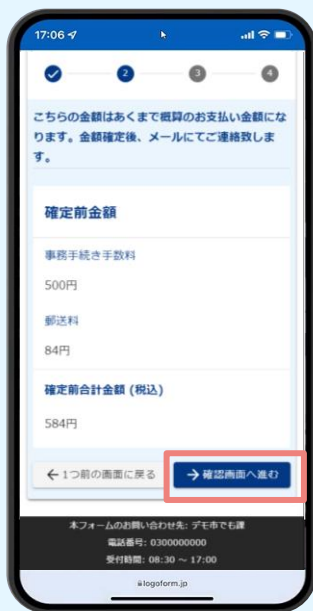 17:06
2
3
4
こちらの金額はあくまで概算のお支払い金額にな
ります。金額確定後、メールにてご連絡致しま
す。
確定前金額
事務手続き手数料
500円
郵送料
84円
確定前合計金額 (税込)
584円
← 1つ前の画面に戻る
→ 確認画面へ進む
本フォームのお問い合わせ先: デモ市でも課
電話番号: 0300000000
受付時間: 08:30 ～ 17:00
logoform.jp